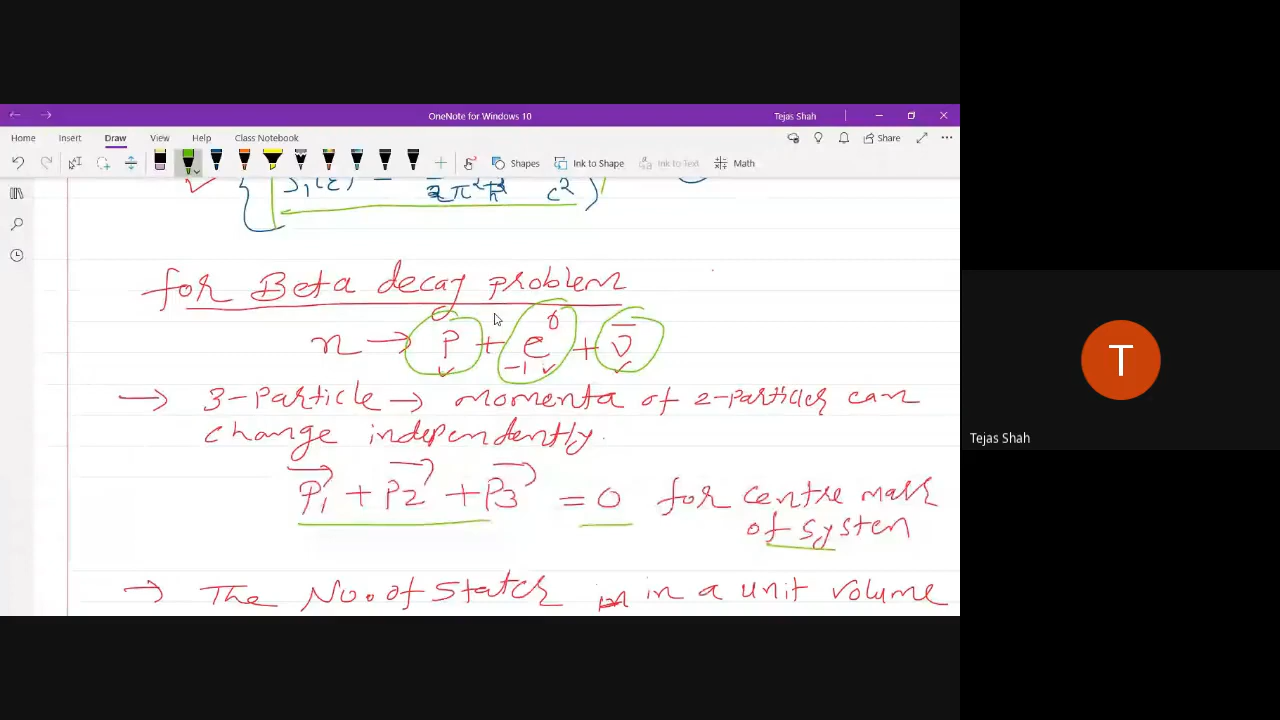 OneNote for Windows 10
Tejas Shah
Home Insert Draw View Help Class Notebook
Share
Shapes Ink to Shape Ink to Text Math
for Beta decay problem
n → P + -1e0 + ν̄
→ 3-particle → momenta of 2-particles can
change independently.
P1 + P2 + P3 = 0 for centre mass
of system
→ The No. of States in a unit volume
T
Tejas Shah